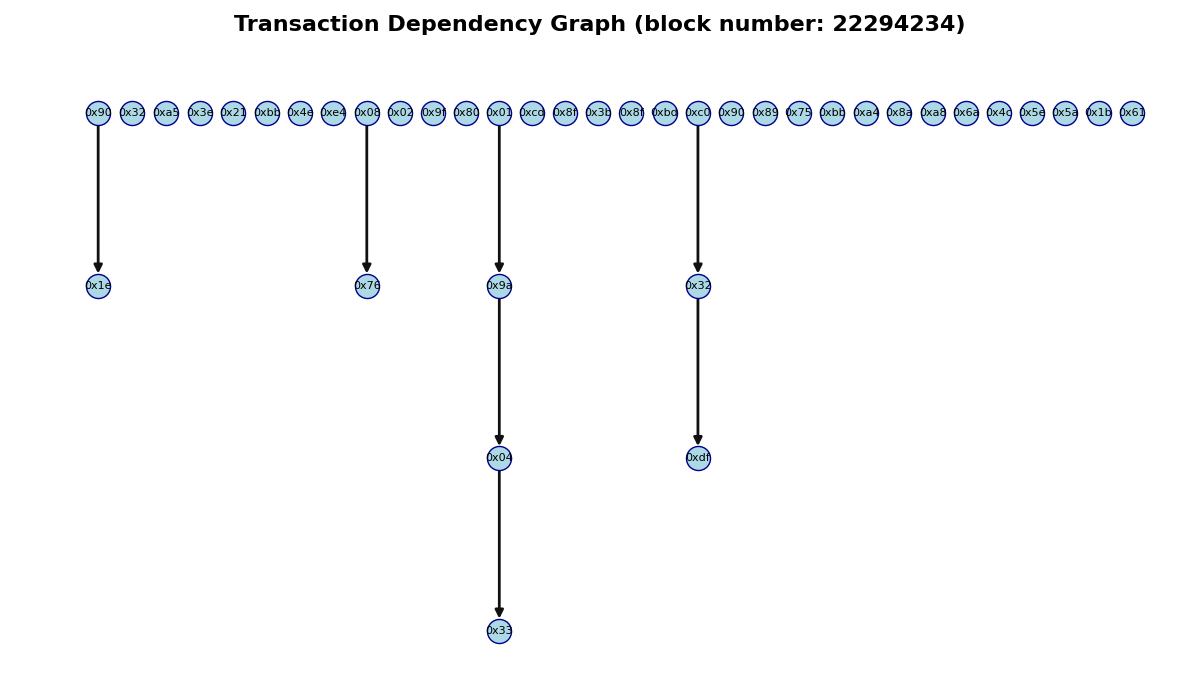 Transaction Dependency Graph (block number: 22294234)
0x90 0x32 0xa5 0x3e 0x21 0xbb 0x4e 0xe4 0x08 0x02 0x9f 0x80 0x01 0xcd 0x8f 0x3b 0x8f 0xbd 0xc0 0x90 0x89 0x75 0xbb 0xa4 0x8a 0xa8 0x6a 0x4c 0x5e 0x5a 0x1b 0x61
0x1e 0x76 0x9a 0x32
0x04 0xdf
0x33